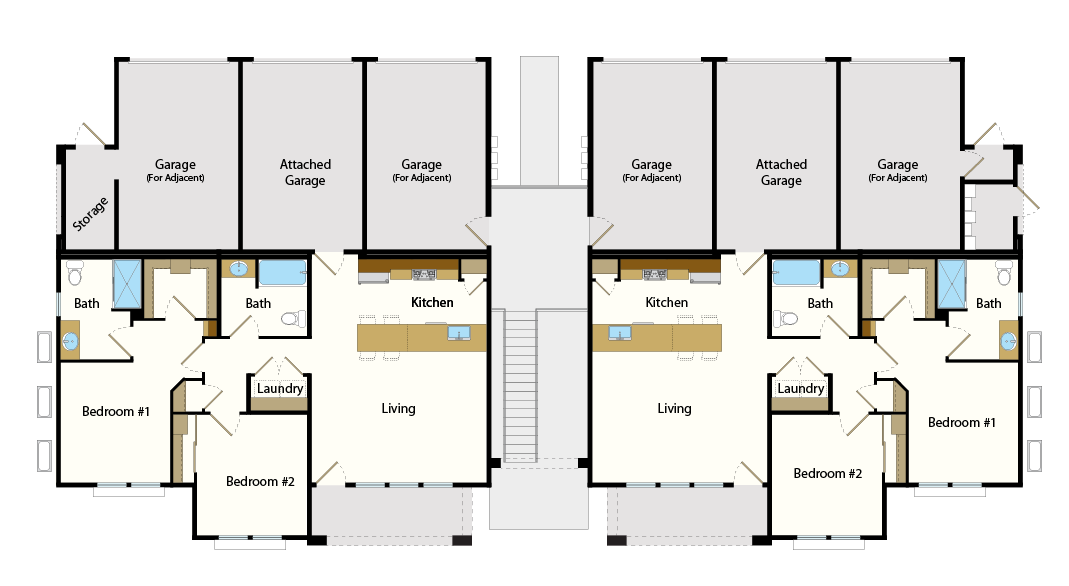 Garage
(For Adjacent)
Attached
Garage
Garage
(For Adjacent)
Garage
(For Adjacent)
Attached
Garage
Garage
(For Adjacent)
Storage
Bath
Bath
Kitchen
Kitchen
Bath
Bath
Laundry
Laundry
Bedroom #1
Living
Living
Bedroom #1
Bedroom #2
Bedroom #2